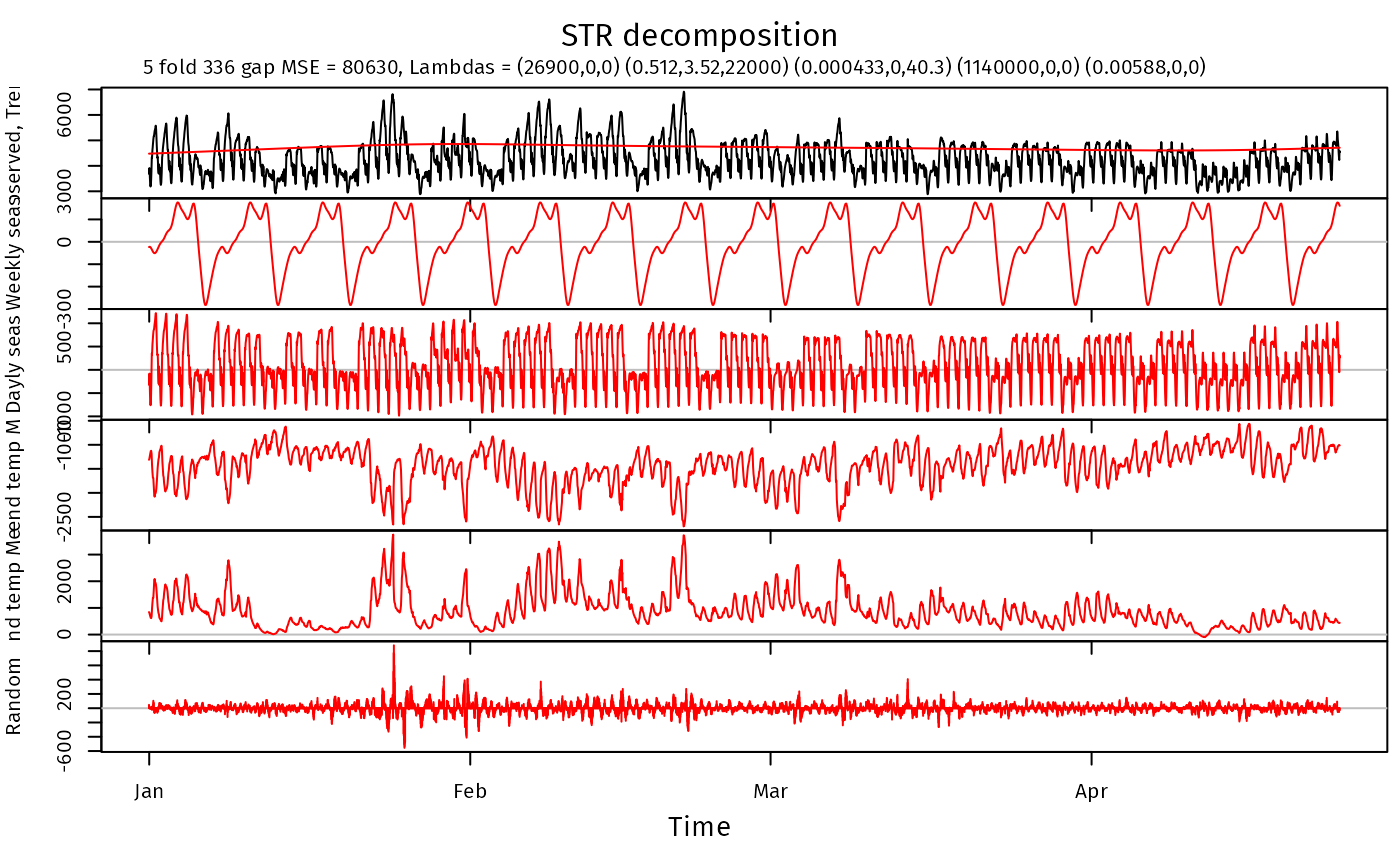 STR decomposition
5 fold 336 gap MSE = 80630, Lambdas = (26900,0,0) (0.512,3.52,22000) (0.000433,0,40.3) (1140000,0,0) (0.00588,0,0)
6000
3000
0
-300
500
-1000
-1000
-2500
2000
0
200
-600
Random
Jan Feb Mar Apr
Time